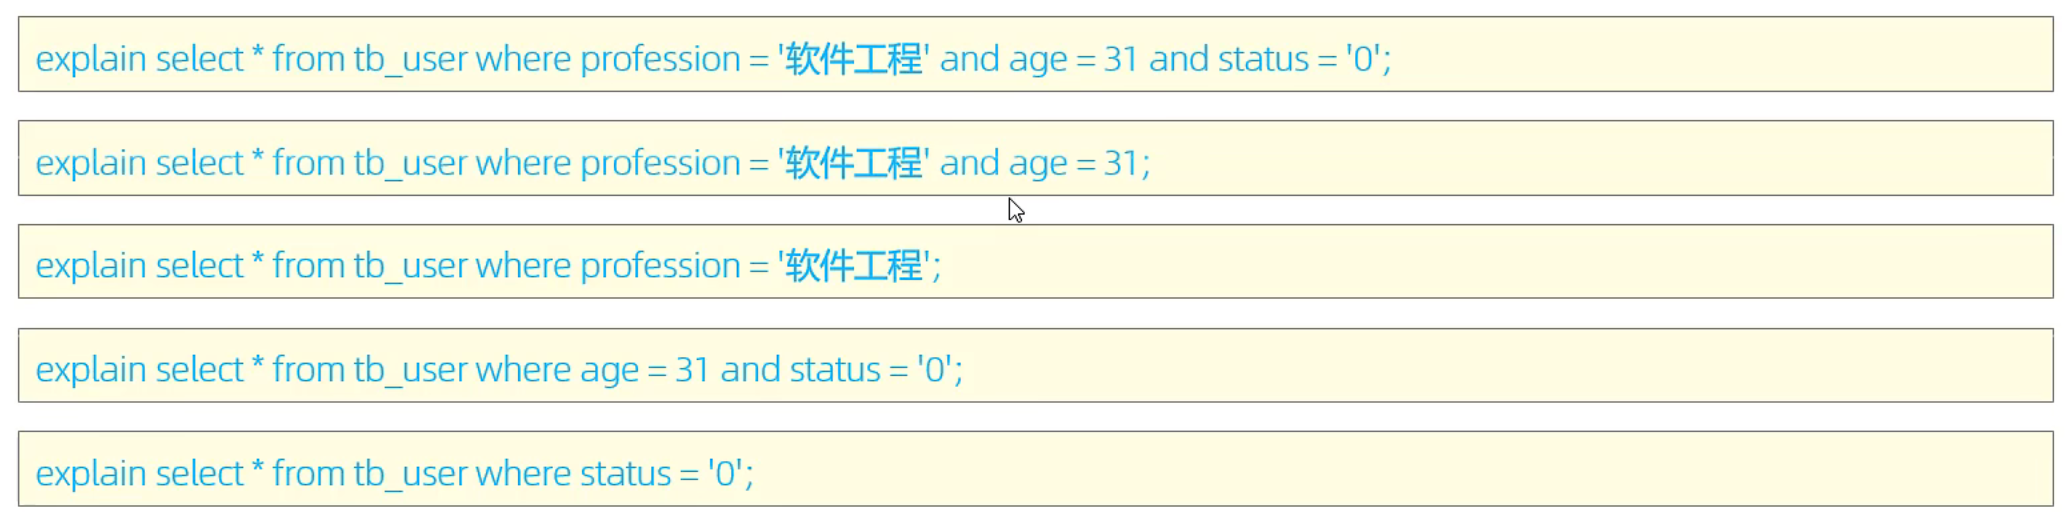 explain select * from tb_user where profession = '软件工程' and age = 31 and status = '0';
explain select * from tb_user where profession = '软件工程' and age = 31;
explain select * from tb_user where profession = '软件工程';
explain select * from tb_user where age = 31 and status = '0';
explain select * from tb_user where status = '0';